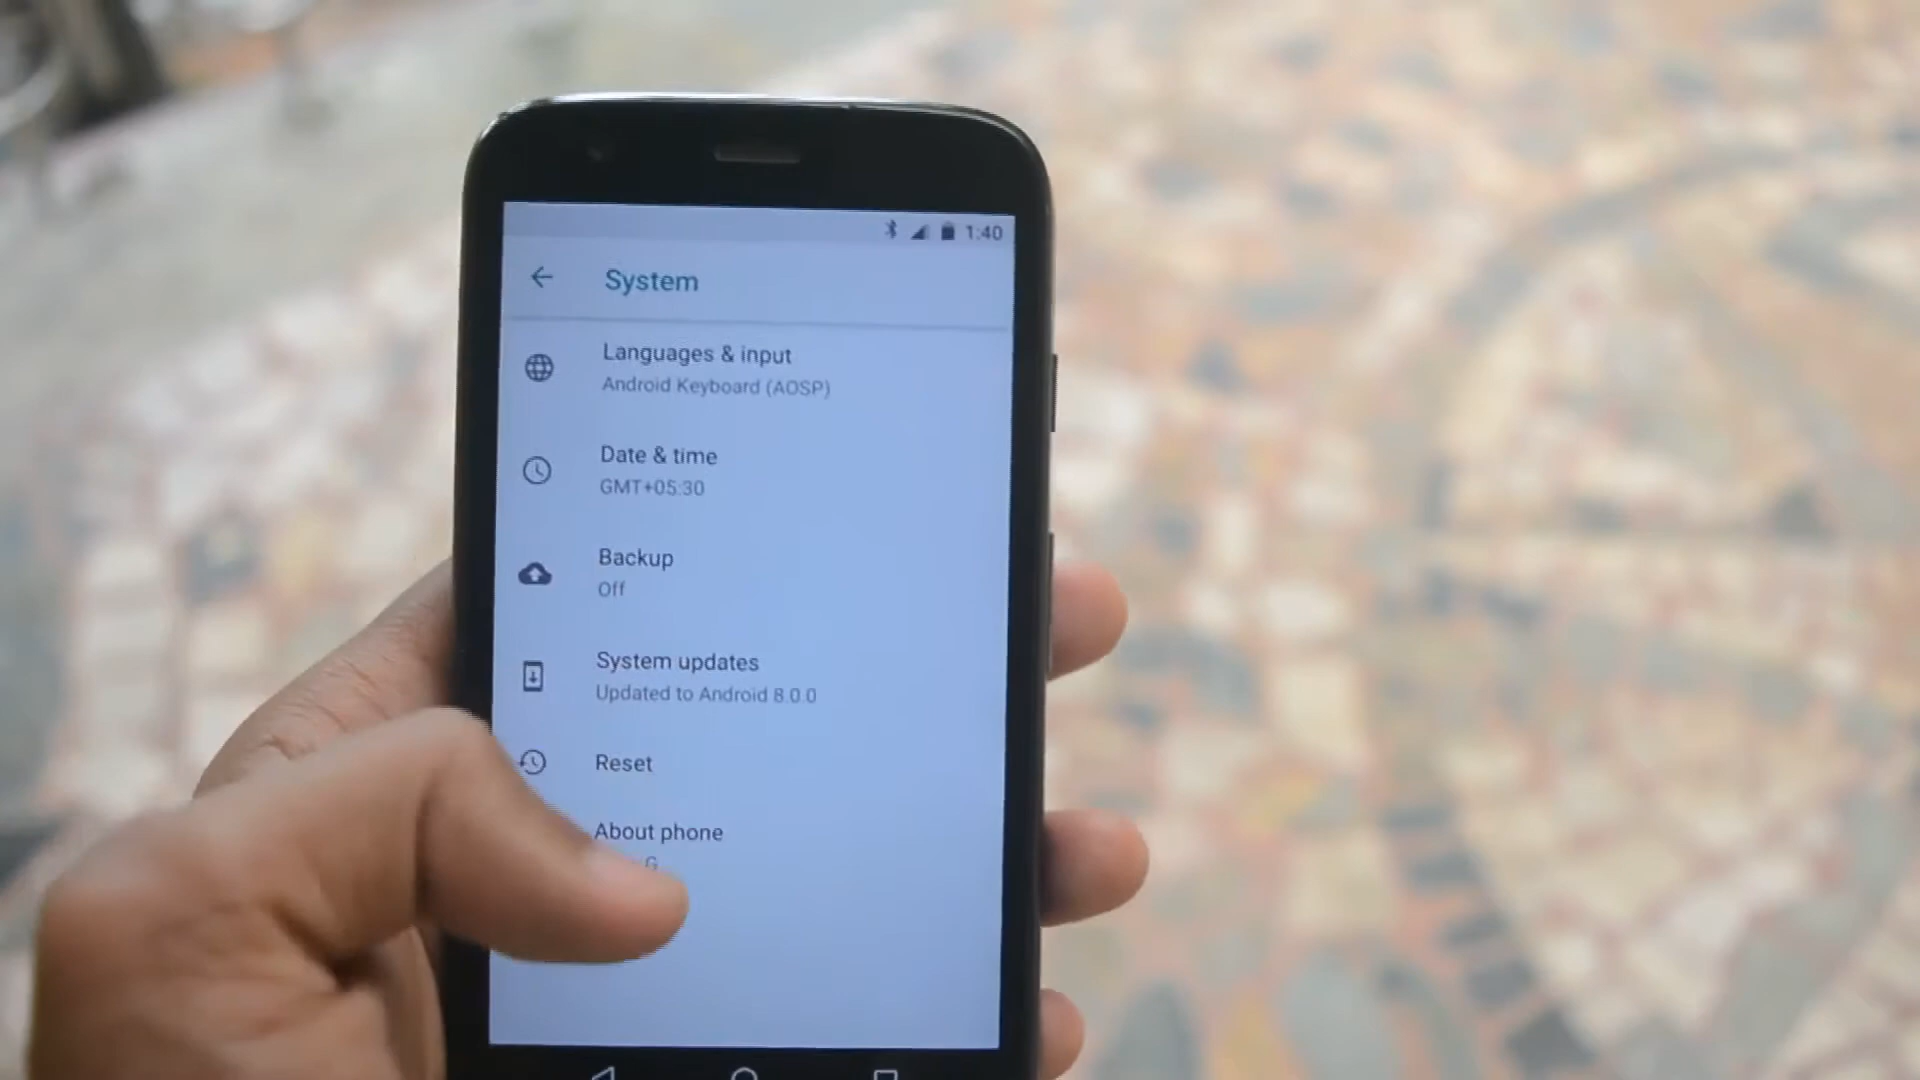 1:40
System
Languages & input
Android Keyboard (AOSP)
Date & time
GMT+05:30
Backup
Off
System updates
Updated to Android 8.0.0
Reset
About phone
G